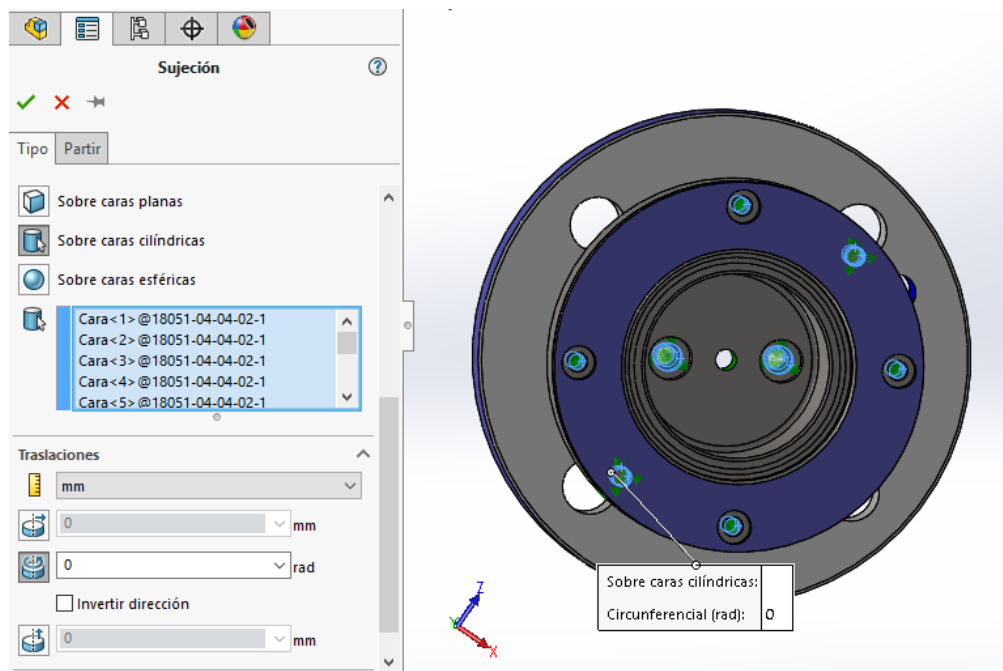 Sujeción
Tipo
Partir
Sobre caras planas
Sobre caras cilíndricas
Sobre caras esféricas
Cara<1>@18051-04-04-02-1
Cara<2>@18051-04-04-02-1
Cara<3>@18051-04-04-02-1
Cara<4>@18051-04-04-02-1
Cara<5>@18051-04-04-02-1
Traslaciones
mm
0 mm
0 rad
Invertir dirección
0 mm
Sobre caras cilíndricas:
Circunferencial (rad): 0
Z
Y
X